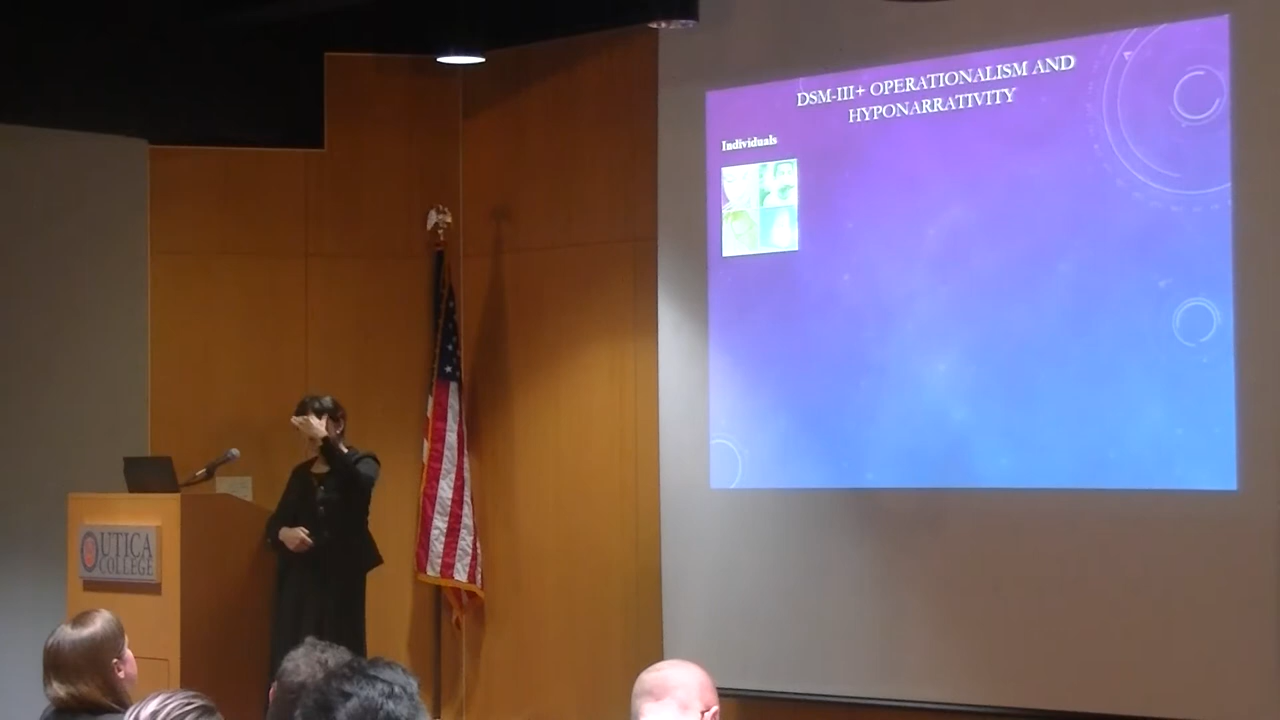 DSM-III+ OPERATIONALISM AND
HYPONARRATIVITY
Individuals
UTICA
COLLEGE